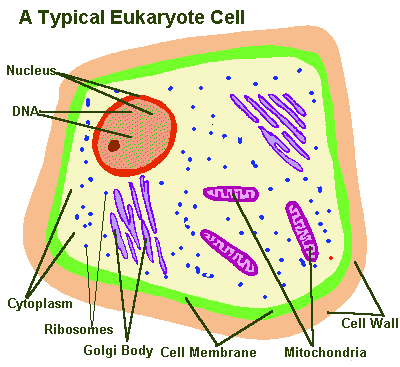 A Typical Eukaryote Cell
Nucleus
DNA
Cytoplasm
Ribosomes
Golgi Body
Cell Membrane
Mitochondria
Cell Wall